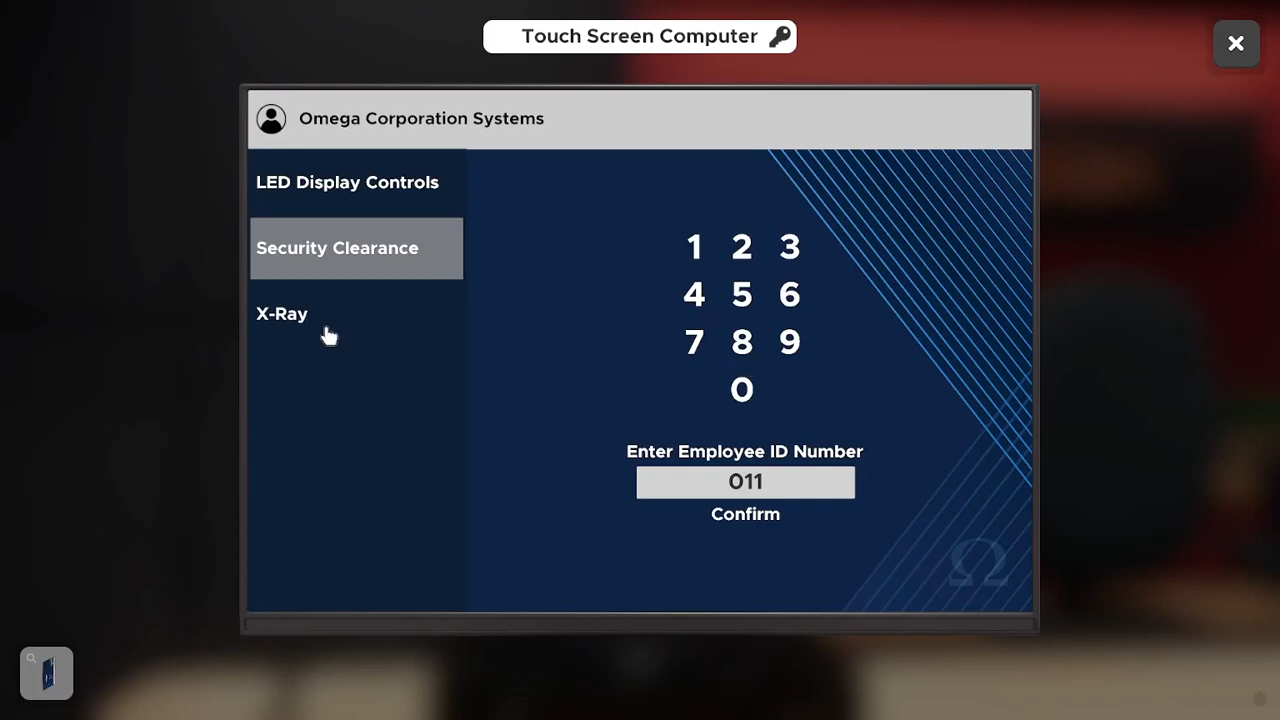 Touch Screen Computer
Omega Corporation Systems
LED Display Controls
Security Clearance
X-Ray
1 2 3
4 5 6
7 8 9
0
Enter Employee ID Number
011
Confirm
Ω